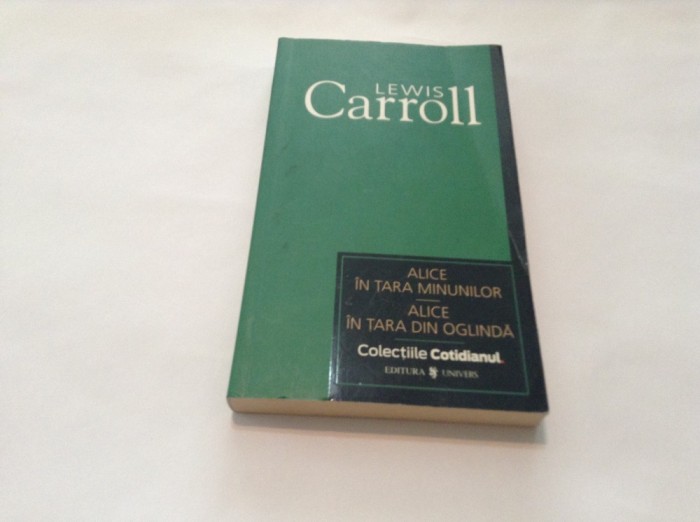 LEWIS
Carroll
ALICE
ÎN ȚARA MINUNILOR
ALICE
ÎN ȚARA DIN OGLINDĂ
Colecțiile Cotidianul
EDITURA UNIVERS